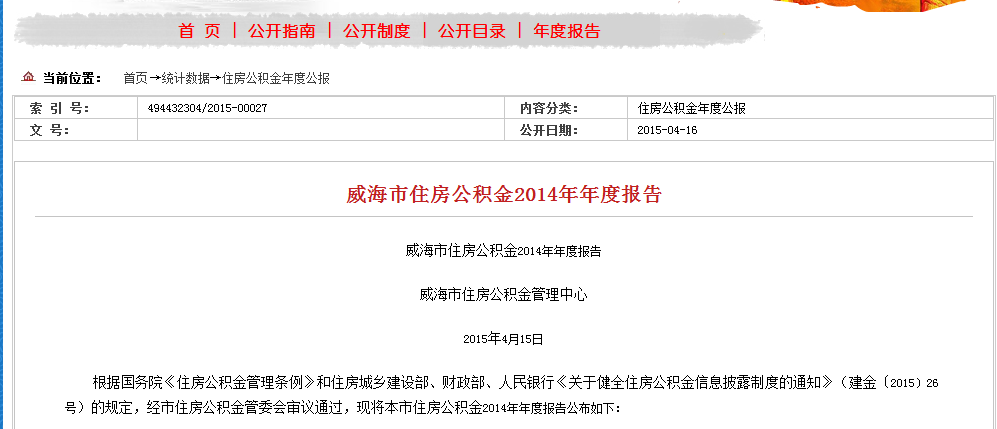 首 页 | 公开指南 | 公开制度 | 公开目录 | 年度报告
当前位置： 首页→统计数据→住房公积金年度公报
索 引 号： 494432304/2015-00027 内容分类： 住房公积金年度公报
文 号： 公开日期： 2015-04-16
威海市住房公积金2014年年度报告
威海市住房公积金2014年年度报告
威海市住房公积金管理中心
2015年4月15日
根据国务院《住房公积金管理条例》和住房城乡建设部、财政部、人民银行《关于健全住房公积金信息披露制度的通知》（建金〔2015〕26
号）的规定，经市住房公积金管委会审议通过，现将本市住房公积金2014年年度报告公布如下：